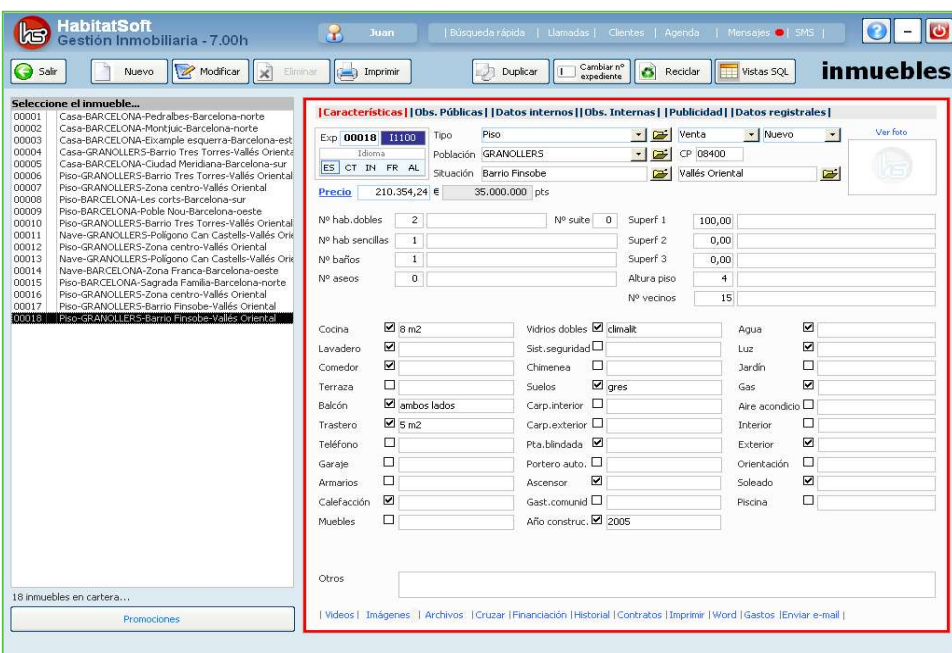 HabitatSoft
Gestión Inmobiliaria - 7.00h
Juan
|Búsqueda rápida | Llamadas | Clientes | Agenda | Mensajes | SMS |
Salir Nuevo Modificar Eliminar Imprimir Duplicar Cambiar nº expediente Reciclar Vistas SQL inmuebles
Seleccione el inmueble...
00001 Casa-BARCELONA-Pedralbes-Barcelona-norte
00002 Casa-BARCELONA-Montjuic-Barcelona-norte
00003 Casa-BARCELONA-Eixample esquerra-Barcelona-est
00004 Casa-GRANOLLERS-Barrio Tres Torres-Vallés Orienta
00005 Casa-BARCELONA-Ciudad Meridiana-Barcelona-sur
00006 Piso-GRANOLLERS-Barrio Tres Torres-Vallés Oriental
00007 Piso-GRANOLLERS-Zona centro-Vallés Oriental
00008 Piso-BARCELONA-Les corts-Barcelona-sur
00009 Piso-BARCELONA-Poble Nou-Barcelona-oeste
00010 Piso-GRANOLLERS-Barrio Tres Torres-Vallés Oriental
00011 Nave-GRANOLLERS-Polígono Can Castells-Vallés Orie
00012 Piso-GRANOLLERS-Zona centro-Vallés Oriental
00013 Nave-GRANOLLERS-Polígono Can Castells-Vallés Orie
00014 Nave-BARCELONA-Zona Franca-Barcelona-oeste
00015 Piso-BARCELONA-Sagrada Familia-Barcelona-norte
00016 Piso-GRANOLLERS-Zona centro-Vallés Oriental
00017 Piso-GRANOLLERS-Barrio Finsobe-Vallés Oriental
00018 Piso-GRANOLLERS-Barrio Finsobe-Vallés Oriental
18 inmuebles en cartera...
Promociones
|Características| |Obs. Públicas| |Datos internos| |Obs. Internas| |Publicidad| |Datos registrales|
Exp 00018 I1100 Tipo Piso Venta Nuevo Ver foto
Idioma Población GRANOLLERS CP 08400
ES CT IN FR AL Situación Barrio Finsobe Vallés Oriental
Precio 210.354,24 € 35.000.000 pts
Nº hab.dobles 2 Nº suite 0 Superf 1 100,00
Nº hab sencillas 1 Superf 2 0,00
Nº baños 1 Superf 3 0,00
Nº aseos 0 Altura piso 4
Nº vecinos 15
Cocina 8 m2 Vidrios dobles climalit Agua
Lavadero Sist.seguridad Luz
Comedor Chimenea Jardín
Terraza Suelos gres Gas
Balcón ambos lados Carp.interior Aire acondicio
Trastero 5 m2 Carp.exterior Interior
Teléfono Pta.blindada Exterior
Garaje Portero auto. Orientación
Armarios Ascensor Soleado
Calefacción Gast.comunid Piscina
Muebles Año construc. 2005
Otros
| Videos | Imágenes | Archivos |Cruzar |Financiación |Historial |Contratos |Imprimir |Word |Gastos |Enviar e-mail |